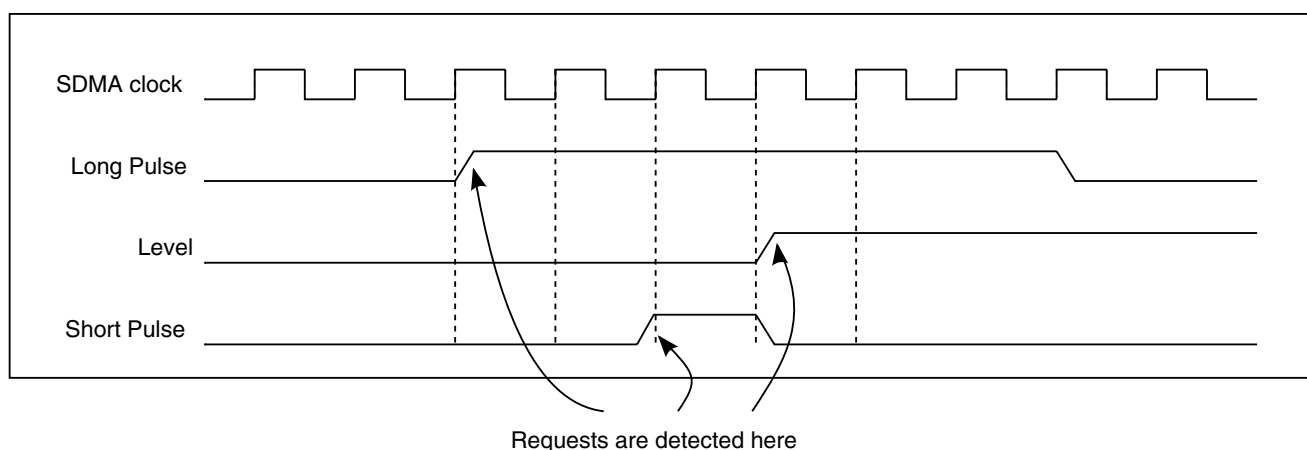 SDMA clock
Long Pulse
Level
Short Pulse
Requests are detected here